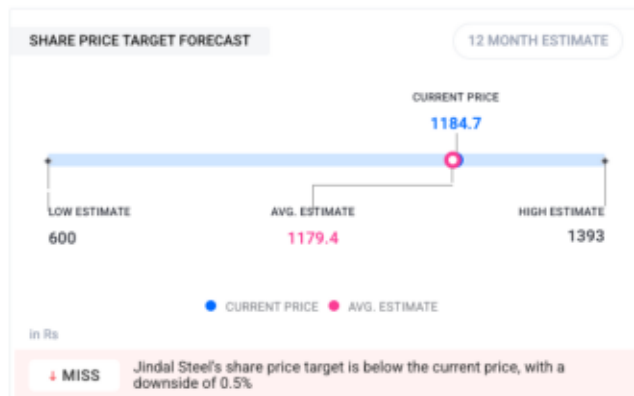 SHARE PRICE TARGET FORECAST
12 MONTH ESTIMATE
CURRENT PRICE
1184.7
LOW ESTIMATE
AVG. ESTIMATE
HIGH ESTIMATE
600
1179.4
1393
CURRENT PRICE
AVG. ESTIMATE
in Rs
↓ MISS
Jindal Steel's share price target is below the current price, with a
downside of 0.5%